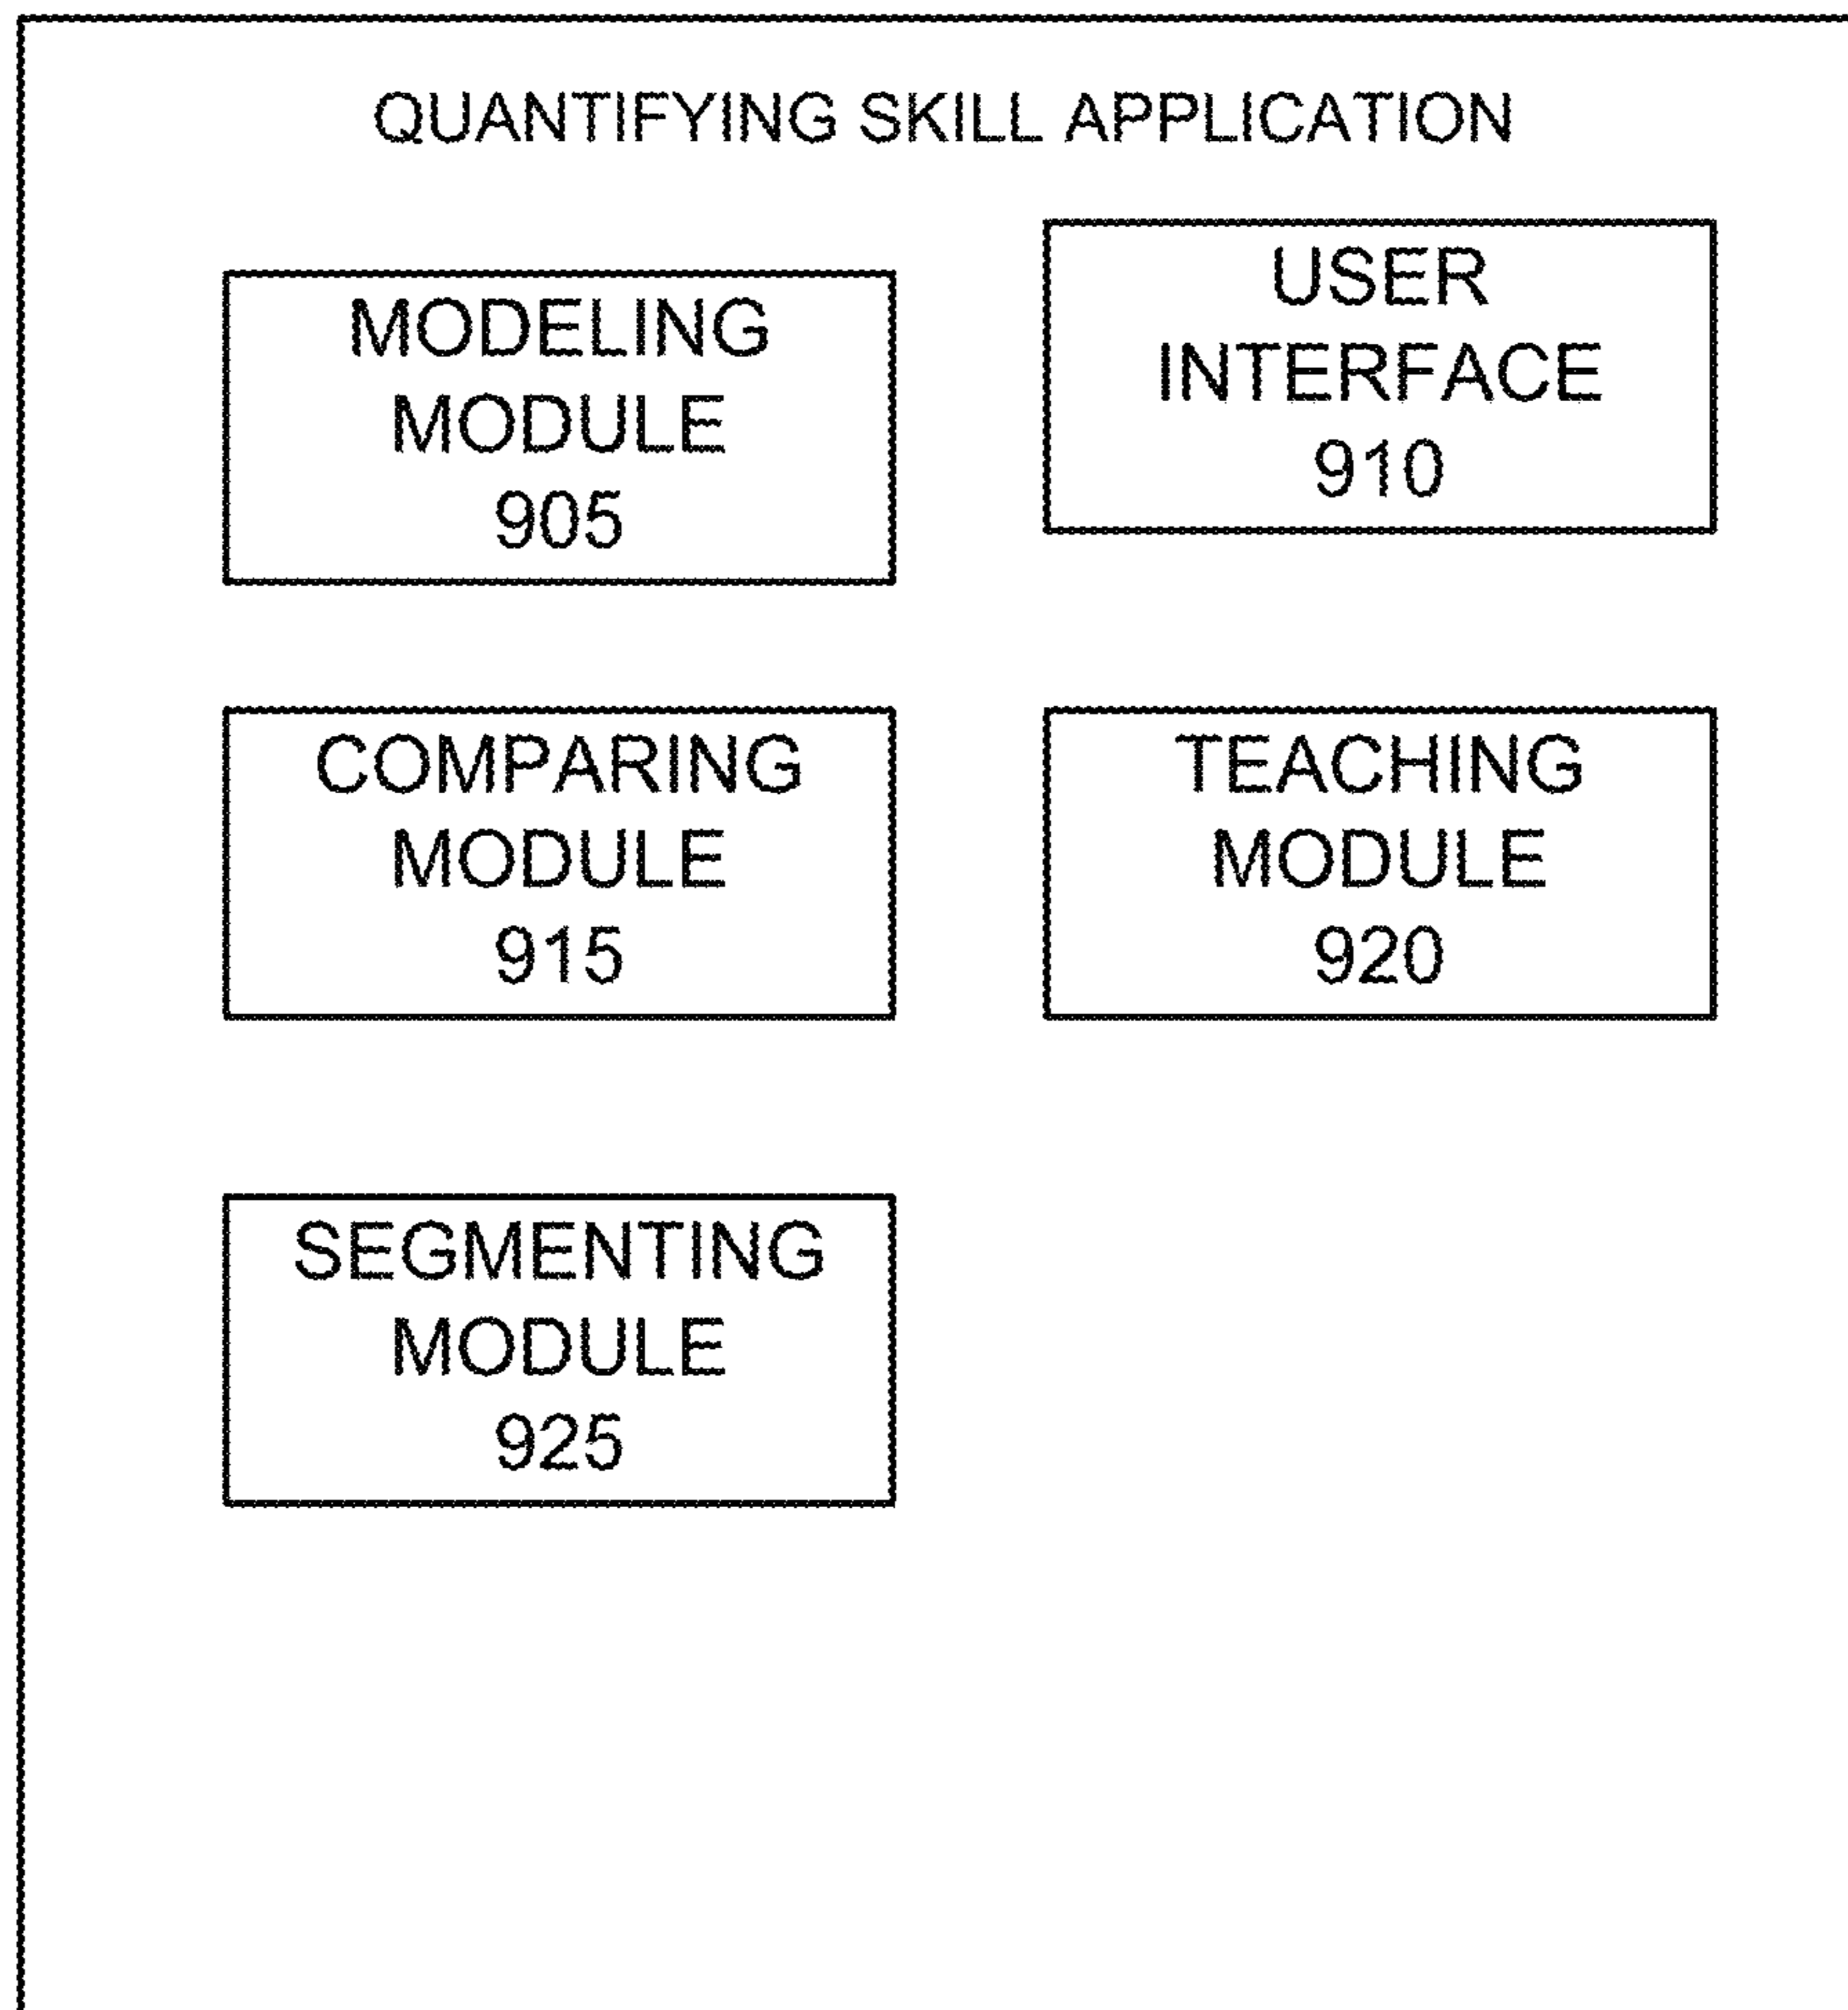 QUANTIFYING SKILL APPLICATION
MODELING
MODULE
905
USER
INTERFACE
910
COMPARING
MODULE
915
TEACHING
MODULE
920
SEGMENTING
MODULE
925